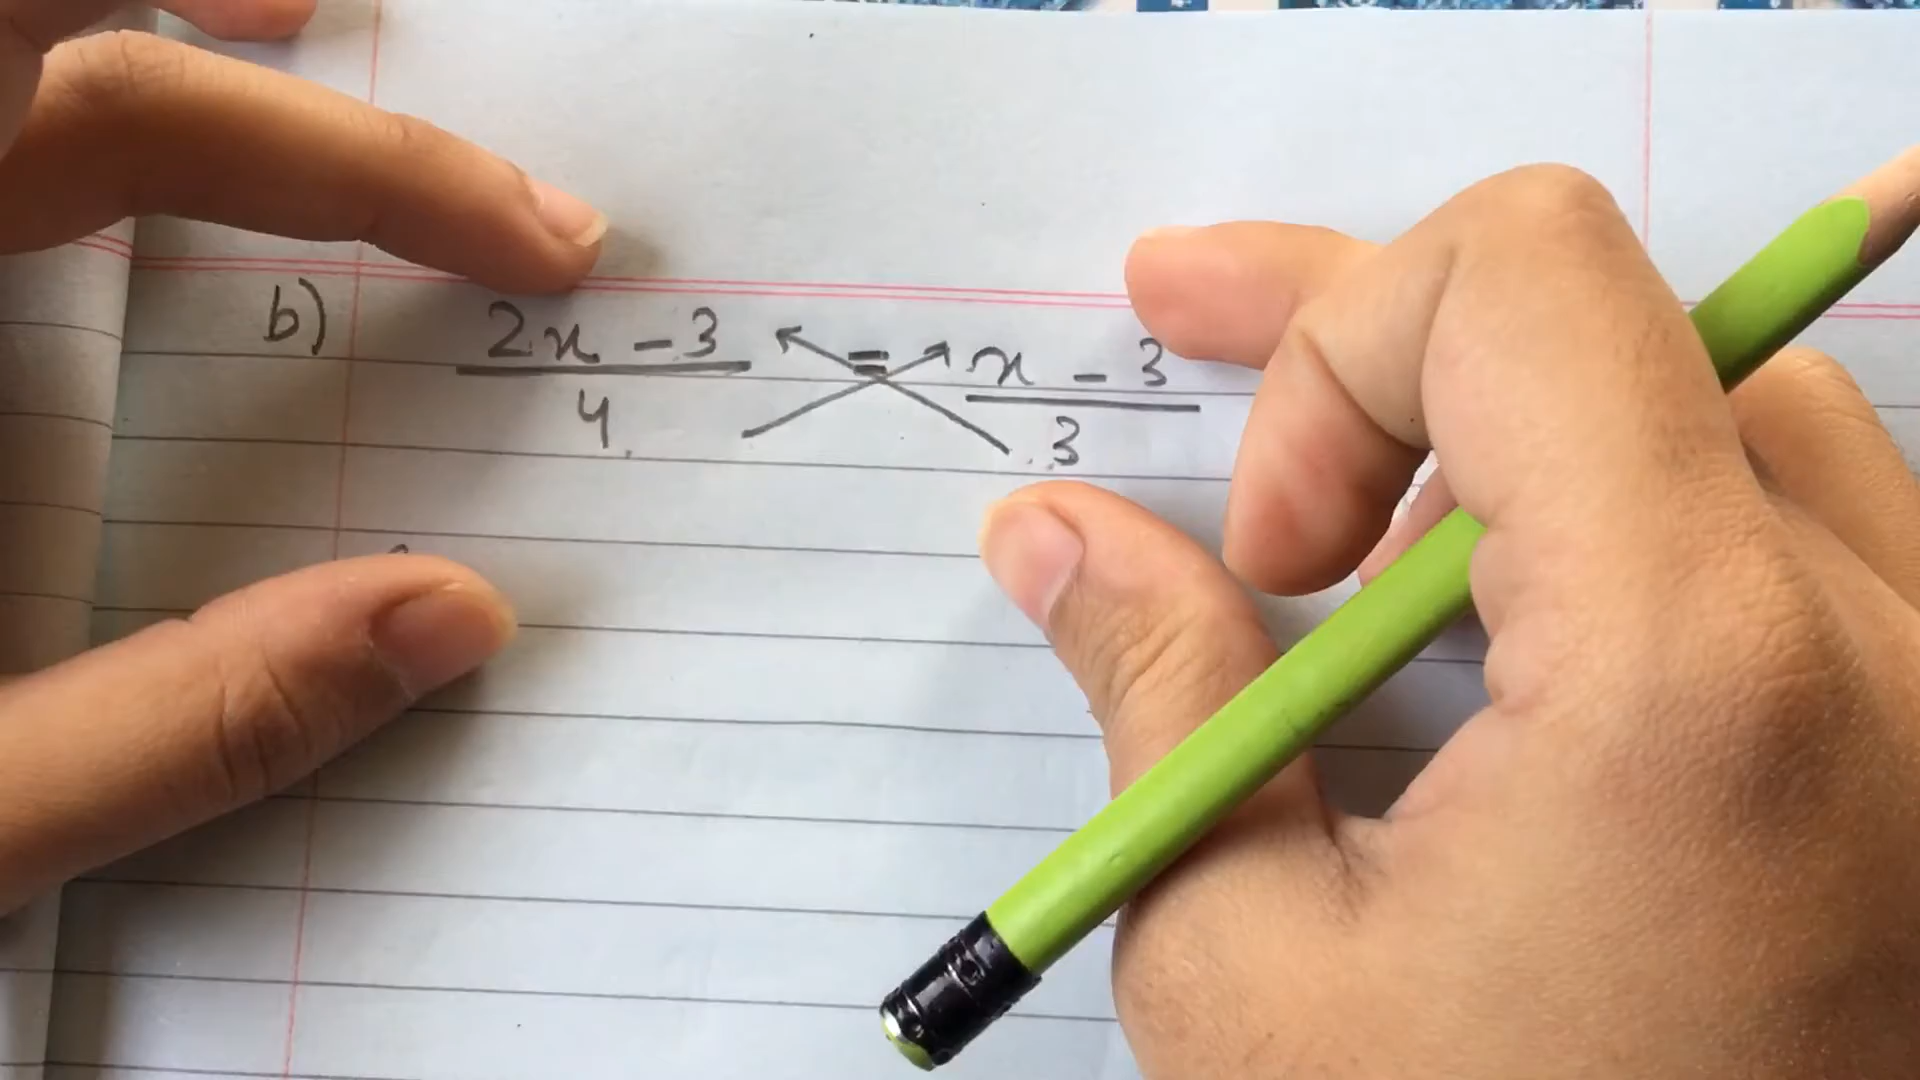 b) 2x - 3 = x - 3
4 3